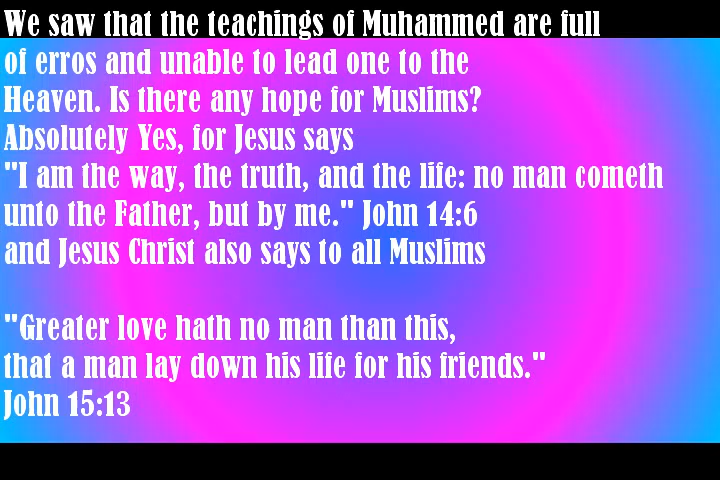 We saw that the teachings of Muhammed are full
of erros and unable to lead one to the
Heaven. Is there any hope for Muslims?
Absolutely Yes, for Jesus says
"I am the way, the truth, and the life: no man cometh
unto the Father, but by me." John 14:6
and Jesus Christ also says to all Muslims
"Greater love hath no man than this,
that a man lay down his life for his friends."
John 15:13